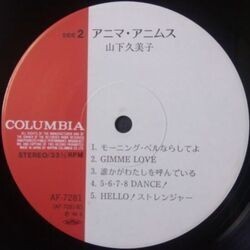 SIDE 2 アニマ・アニムス
山下久美子
COLUMBIA
STEREO/33 1/3 RPM
AF-7281
1. モーニング・ベルならしてよ
2. GIMME LOVE
3. 誰かがわたしを呼んでいる
4. 5-6-7-8 DANCE!
5. HELLO!ストレンジャー